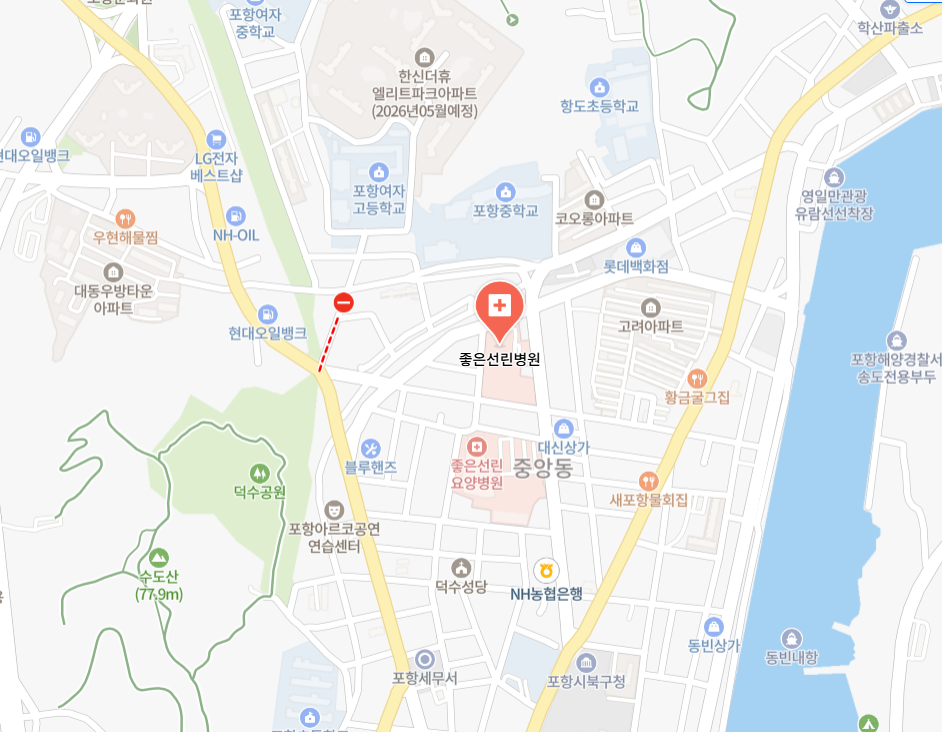 포항여자
중학교
학산파출소
한신더휴
엘리트파크아파트
(2026년05월예정)
항도초등학교
현대오일뱅크
LG전자
베스트샵
포항여자
고등학교
포항중학교
코오롱아파트
영일만관광
유람선선착장
우현해물찜
NH-OIL
롯데백화점
대동우방타운
아파트
고려아파트
현대오일뱅크
좋은선린병원
포항해양경찰서
송도전용부두
황금굴그집
대신상가
블루핸즈
좋은선린
요양병원
중앙동
덕수공원
새포항물회집
포항아르코공연
연습센터
수도산
(77.9m)
덕수성당
NH농협은행
동빈상가
동빈내항
포항세무서
포항시북구청